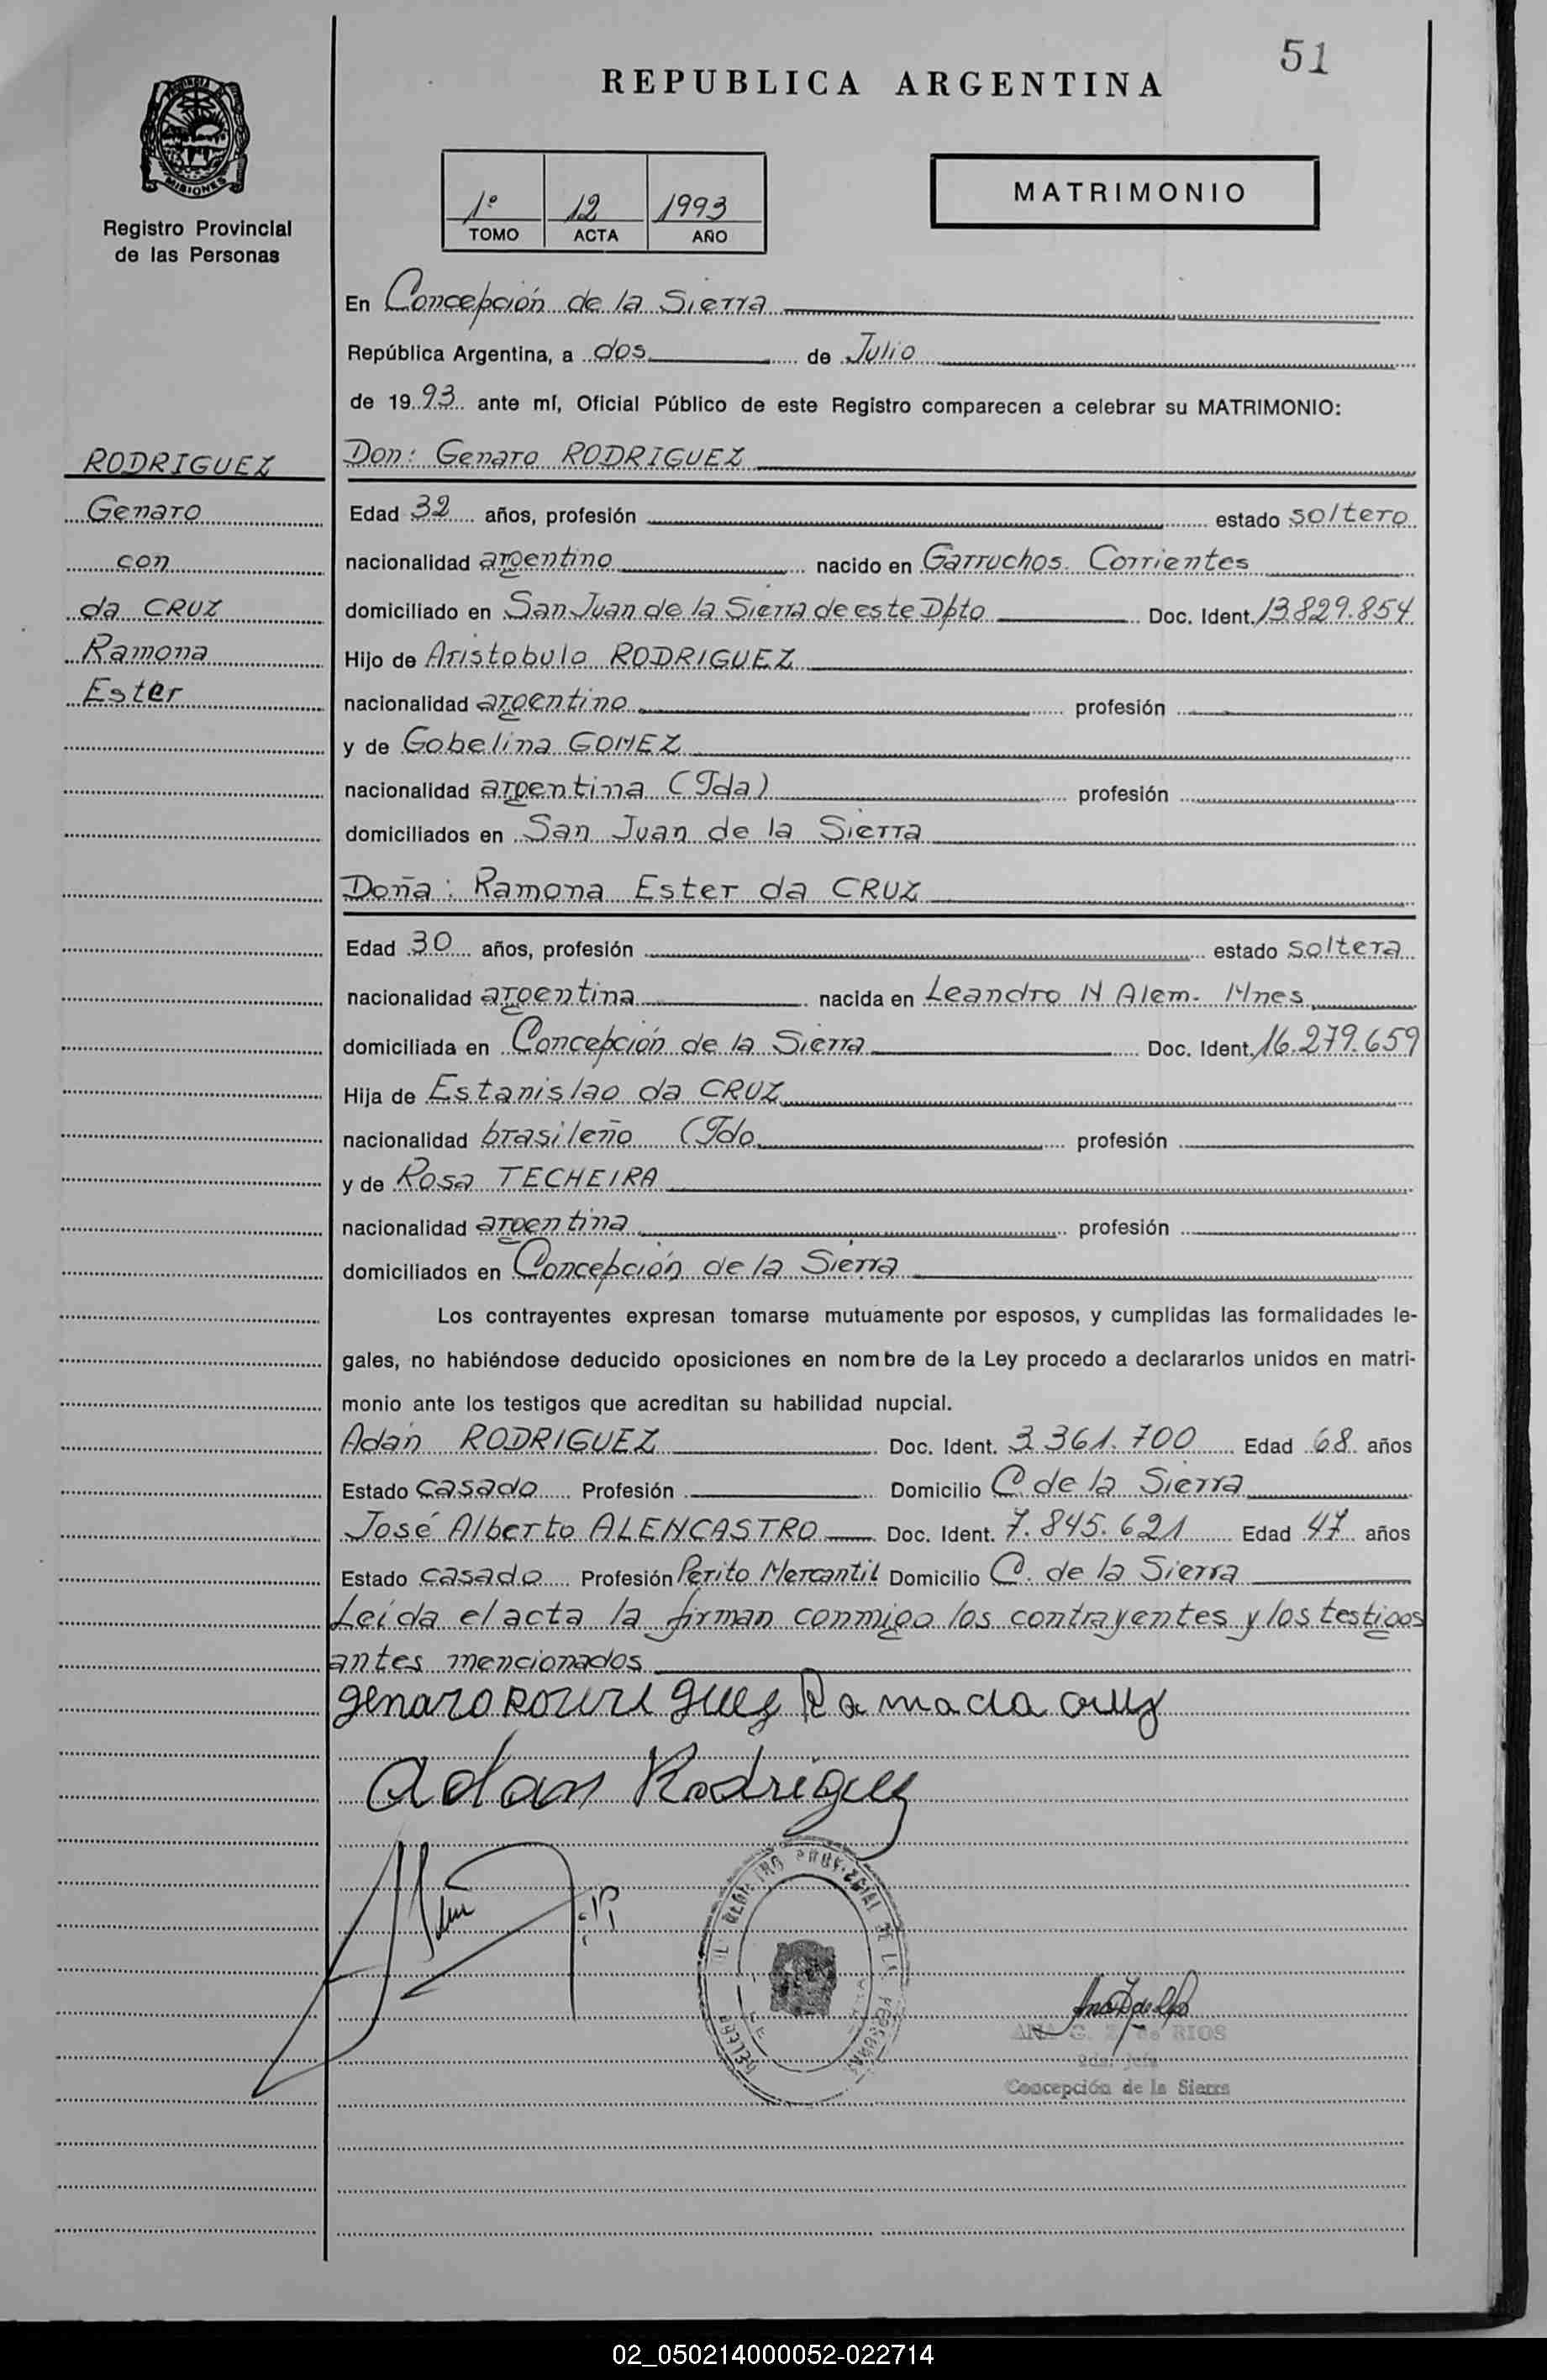 51
REPUBLICA ARGENTINA
MISIONES
Registro Provincial
de las Personas
1º 12 1993
TOMO ACTA AÑO
MATRIMONIO
En Concepción de la Sierra
República Argentina, a dos de Julio
de 1993 ante mí, Oficial Público de este Registro comparecen a celebrar su MATRIMONIO:
RODRIGUEZ
Genaro
con
da CRUZ
Ramona
Ester
Don: Genaro RODRIGUEZ
Edad 32 años, profesión estado soltero
nacionalidad argentino nacido en Garruchos. Corrientes
domiciliado en San Juan de la Sierra de este Dpto Doc. Ident. 13.829.854
Hijo de Aristobulo RODRIGUEZ
nacionalidad argentino profesión
y de Gobelina GOMEZ
nacionalidad argentina (Fda) profesión
domiciliados en San Juan de la Sierra
Doña: Ramona Ester da CRUZ
Edad 30 años, profesión estado soltera
nacionalidad argentina nacida en Leandro N Alem- Mnes
domiciliada en Concepción de la Sierra Doc. Ident. 16.279.659
Hija de Estanislao da CRUZ
nacionalidad brasileño (Fdo profesión
y de Rosa TECHEIRA
nacionalidad argentina profesión
domiciliados en Concepción de la Sierra
Los contrayentes expresan tomarse mutuamente por esposos, y cumplidas las formalidades le-
gales, no habiéndose deducido oposiciones en nombre de la Ley procedo a declararlos unidos en matri-
monio ante los testigos que acreditan su habilidad nupcial.
Adán RODRIGUEZ Doc. Ident. 3.361.700 Edad 68 años
Estado casado Profesión Domicilio C de la Sierra
José Alberto ALENCASTRO Doc. Ident. 7.845.621 Edad 47 años
Estado casado Profesión Perito Mercantil Domicilio C. de la Sierra
Leída el acta la firman conmigo los contrayentes y los testigos
antes mencionados
Adan Rodriguez
ANA G. Z. de RIOS
Concepción de la Sierra
02_050214000052-022714